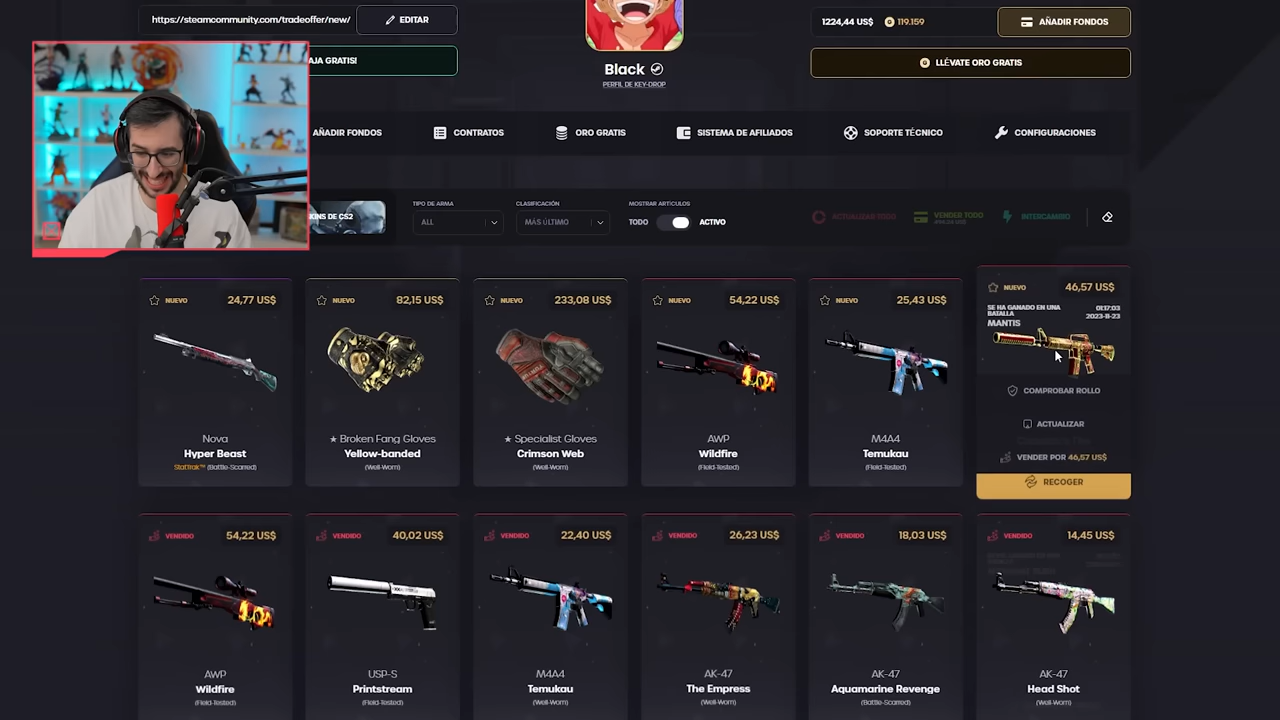 https://steamcommunity.com/tradeoffer/new/
EDITAR
1224,44 US$
119.159
AÑADIR FONDOS
AJA GRATIS!
LLÉVATE ORO GRATIS
Black
PERFIL DE KEY-DROP
AÑADIR FONDOS
CONTRATOS
ORO GRATIS
SISTEMA DE AFILIADOS
SOPORTE TÉCNICO
CONFIGURACIONES
KINS DE CS2
TIPO DE ARMA
ALL
CLASIFICACIÓN
MÁS ÚLTIMO
MOSTRAR ARTÍCULOS
TODO
ACTIVO
ACTUALIZAR TODO
VENDER TODO
INTERCAMBIO
NUEVO
24,77 US$
Nova
Hyper Beast
StatTrak™ (Battle-Scarred)
NUEVO
82,15 US$
★ Broken Fang Gloves
Yellow-banded
(Well-Worn)
NUEVO
233,08 US$
★ Specialist Gloves
Crimson Web
(Well-Worn)
NUEVO
54,22 US$
AWP
Wildfire
(Field-Tested)
NUEVO
25,43 US$
M4A4
Temukau
(Field-Tested)
NUEVO
46,57 US$
SE HA GANADO EN UNA
BATALLA
MANTIS
01:17:03
2023-11-23
COMPROBAR ROLLO
ACTUALIZAR
VENDER POR 46,57 US$
RECOGER
VENDIDO
54,22 US$
AWP
Wildfire
(Field-Tested)
VENDIDO
40,02 US$
USP-S
Printstream
(Field-Tested)
VENDIDO
22,40 US$
M4A4
Temukau
(Well-Worn)
VENDIDO
26,23 US$
AK-47
The Empress
(Well-Worn)
VENDIDO
18,03 US$
AK-47
Aquamarine Revenge
(Battle-Scarred)
VENDIDO
14,45 US$
AK-47
Head Shot
(Well-Worn)